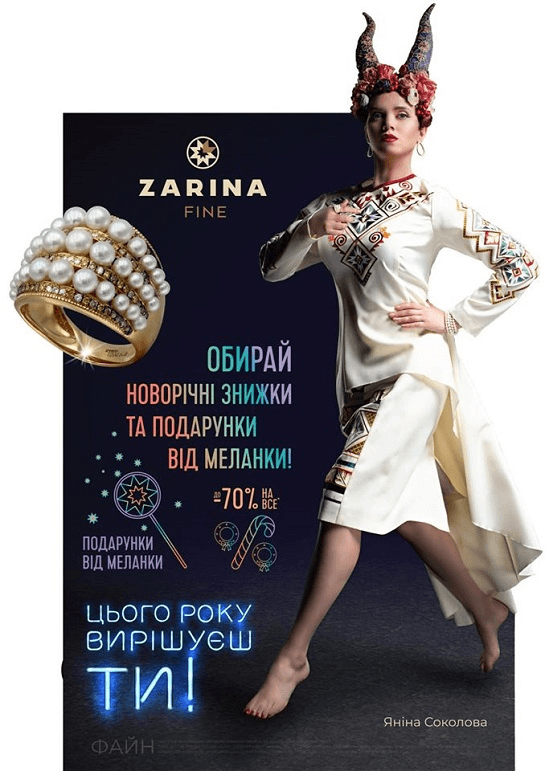 ZARINA
FINE
ОБИРАЙ
НОВОРІЧНІ ЗНИЖКИ
ТА ПОДАРУНКИ
ВІД МЕЛАНКИ!
ДО -70% НА ВСЕ*
ПОДАРУНКИ
ВІД МЕЛАНКИ
ЦЬОГО РОКУ
ВИРІШУЄШ
ТИ!
Яніна Соколова
ФАЙН